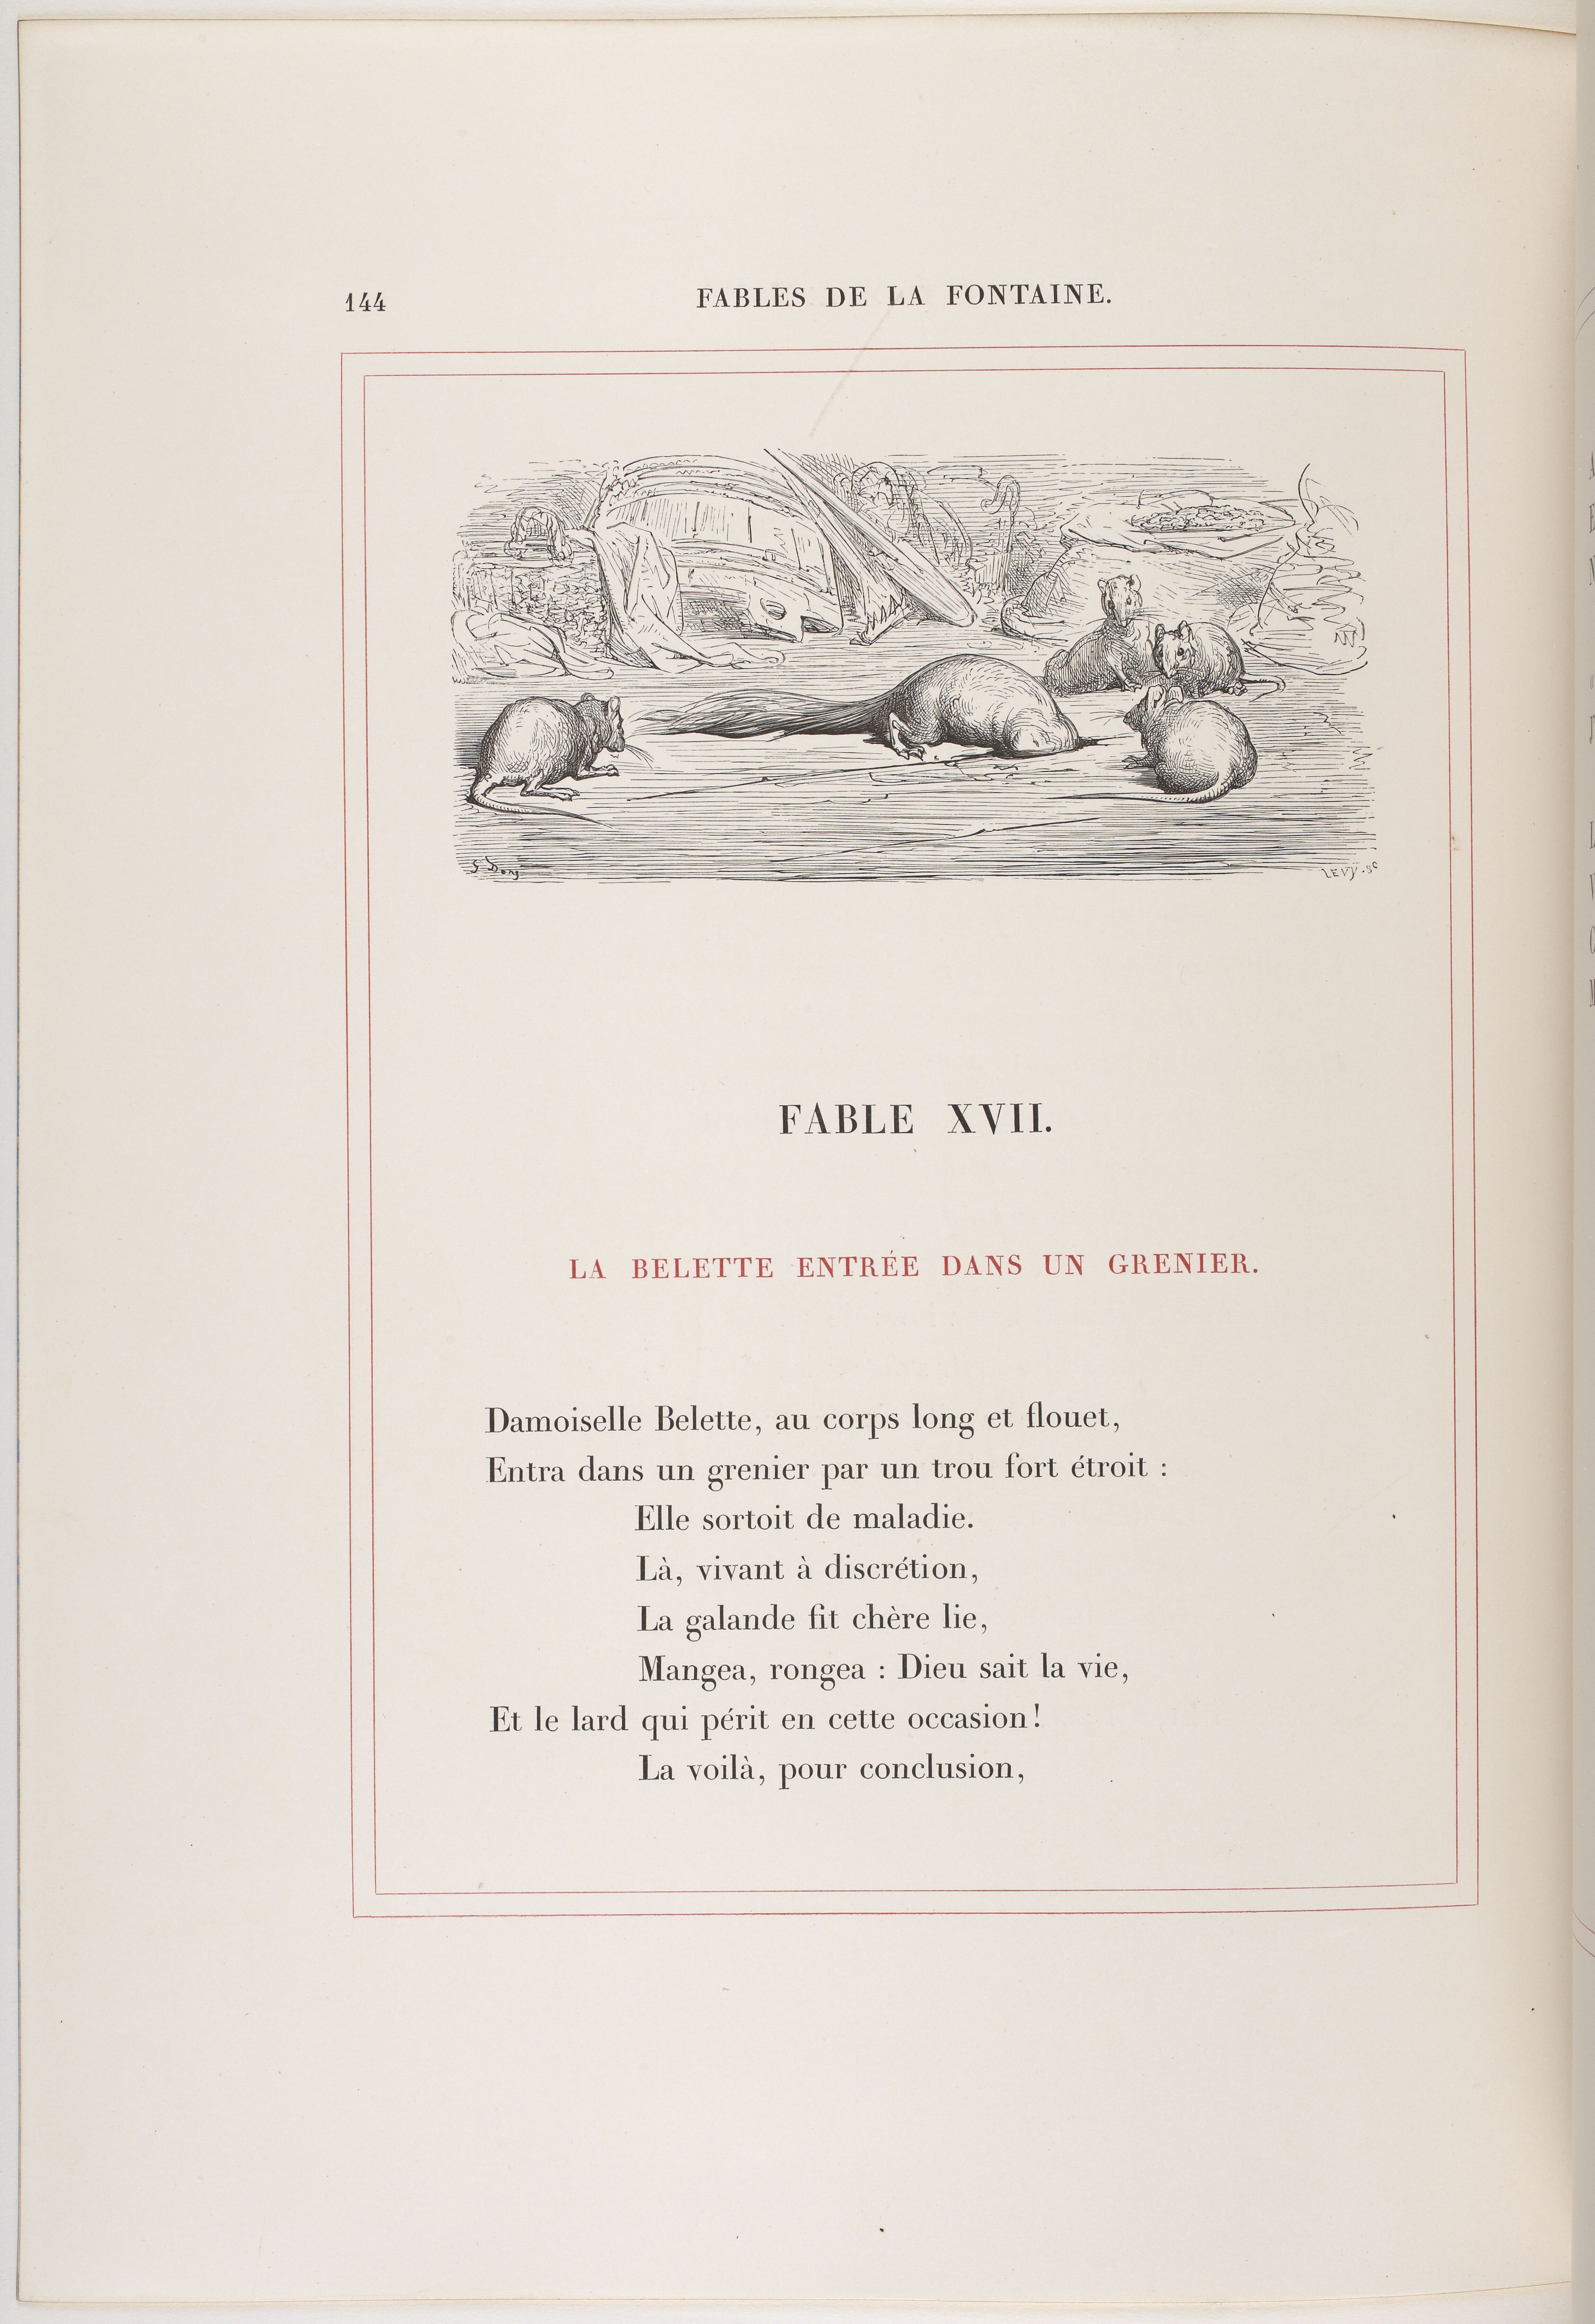 144
FABLES DE LA FONTAINE.
G Doré
LEVY. SC
FABLE XVII.
LA BELETTE ENTRÉE DANS UN GRENIER.
Damoiselle Belette, au corps long et flouet,
Entra dans un grenier par un trou fort étroit :
Elle sortoit de maladie.
Là, vivant à discrétion,
La galande fit chère lie,
Mangea, rongea : Dieu sait la vie,
Et le lard qui périt en cette occasion!
La voilà, pour conclusion,